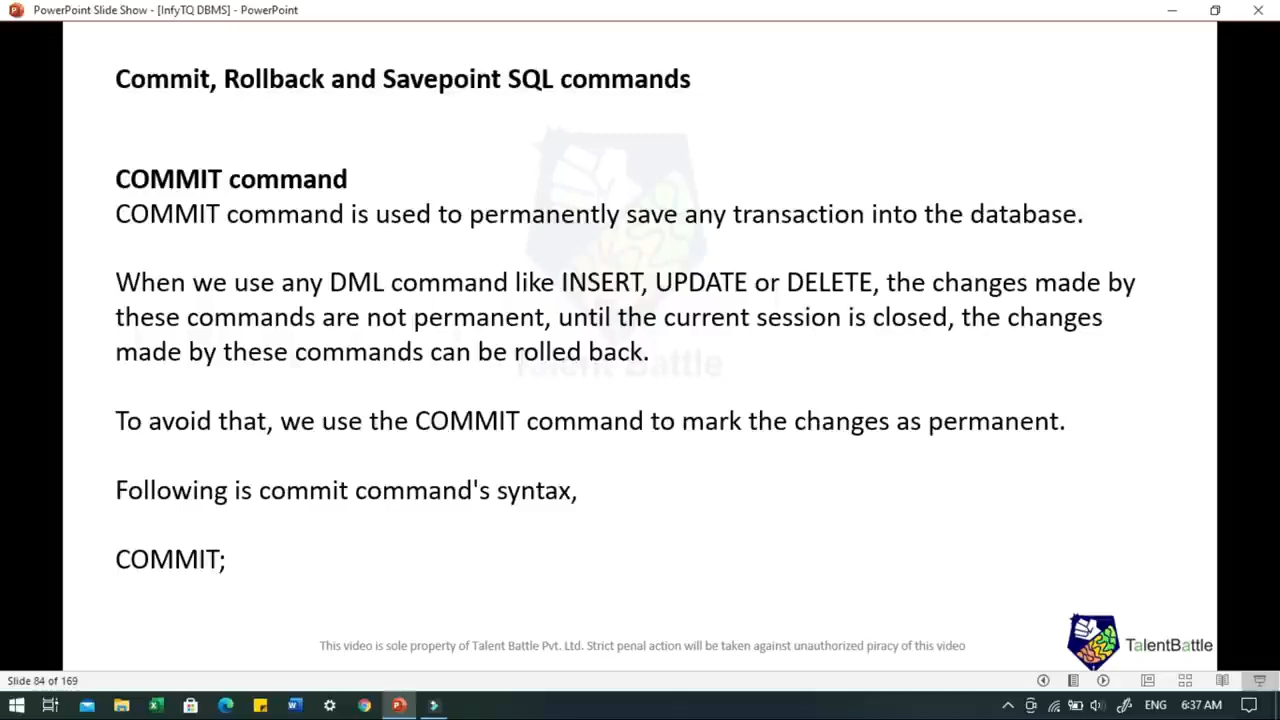 PowerPoint Slide Show - [InfyTQ DBMS] - PowerPoint
Commit, Rollback and Savepoint SQL commands
COMMIT command
COMMIT command is used to permanently save any transaction into the database.
When we use any DML command like INSERT, UPDATE or DELETE, the changes made by
these commands are not permanent, until the current session is closed, the changes
made by these commands can be rolled back.
Talent Battle
To avoid that, we use the COMMIT command to mark the changes as permanent.
Following is commit command's syntax,
COMMIT;
This video is sole property of Talent Battle Pvt. Ltd. Strict penal action will be taken against unauthorized piracy of this video
TalentBattle
Slide 84 of 169
ENG
6:37 AM